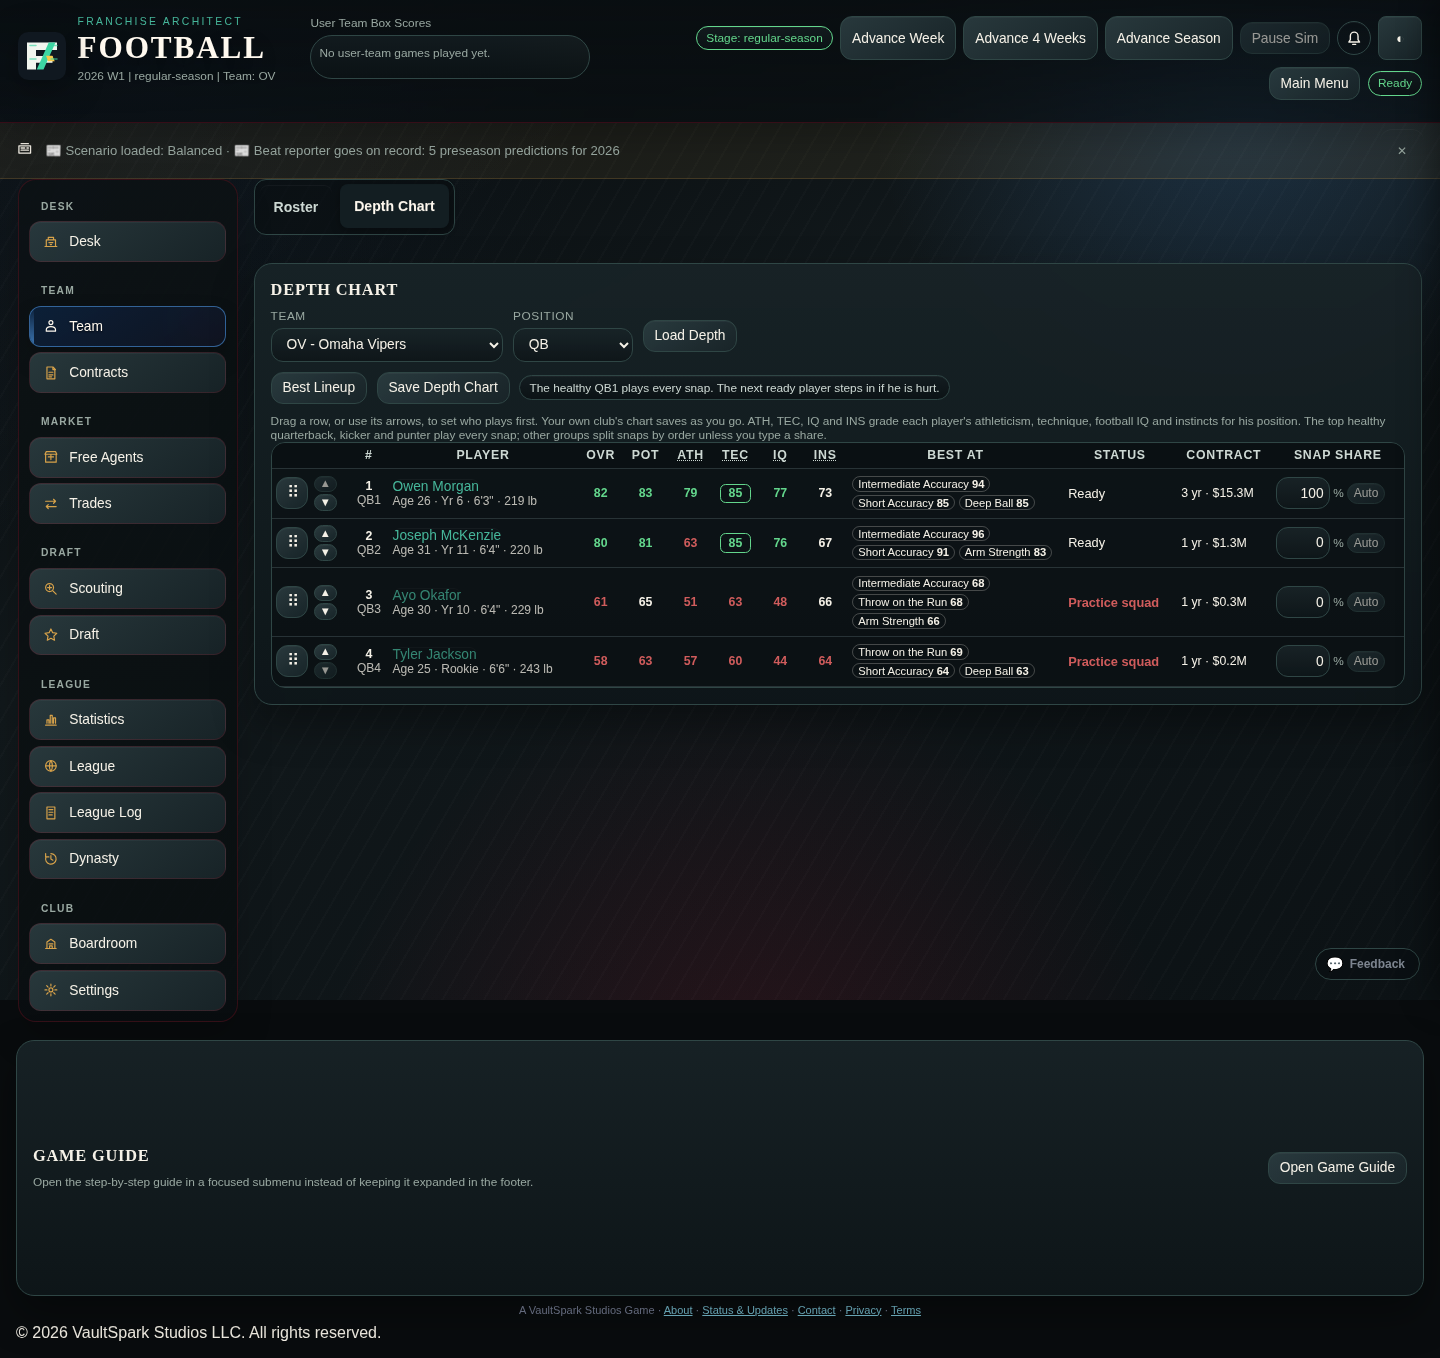 FRANCHISE ARCHITECT
FOOTBALL
2026 W1 | regular-season | Team: OV
User Team Box Scores
No user-team games played yet.
Stage: regular-season
Advance Week
Advance 4 Weeks
Advance Season
Pause Sim
Main Menu
Ready
Scenario loaded: Balanced · Beat reporter goes on record: 5 preseason predictions for 2026
×
DESK
Desk
TEAM
Team
Contracts
MARKET
Free Agents
Trades
DRAFT
Scouting
Draft
LEAGUE
Statistics
League
League Log
Dynasty
CLUB
Boardroom
Settings
Roster
Depth Chart
DEPTH CHART
TEAM POSITION
OV - Omaha Vipers QB Load Depth
Best Lineup Save Depth Chart The healthy QB1 plays every snap. The next ready player steps in if he is hurt.
Drag a row, or use its arrows, to set who plays first. Your own club's chart saves as you go. ATH, TEC, IQ and INS grade each player's athleticism, technique, football IQ and instincts for his position. The top healthy
quarterback, kicker and punter play every snap; other groups split snaps by order unless you type a share.
# PLAYER OVR POT ATH TEC IQ INS BEST AT STATUS CONTRACT SNAP SHARE
▲ ▼ 1 QB1 Owen Morgan
Age 26 · Yr 6 · 6'3" · 219 lb
82 83 79 85 77 73
Intermediate Accuracy 94
Short Accuracy 85 Deep Ball 85
Ready 3 yr · $15.3M 100 % Auto
▲ ▼ 2 QB2 Joseph McKenzie
Age 31 · Yr 11 · 6'4" · 220 lb
80 81 63 85 76 67
Intermediate Accuracy 96
Short Accuracy 91 Arm Strength 83
Ready 1 yr · $1.3M 0 % Auto
▲ ▼ 3 QB3 Ayo Okafor
Age 30 · Yr 10 · 6'4" · 229 lb
61 65 51 63 48 66
Intermediate Accuracy 68
Throw on the Run 68
Arm Strength 66
Practice squad 1 yr · $0.3M 0 % Auto
▲ ▼ 4 QB4 Tyler Jackson
Age 25 · Rookie · 6'6" · 243 lb
58 63 57 60 44 64
Throw on the Run 69
Short Accuracy 64 Deep Ball 63
Practice squad 1 yr · $0.2M 0 % Auto
Feedback
GAME GUIDE
Open the step-by-step guide in a focused submenu instead of keeping it expanded in the footer.
Open Game Guide
A VaultSpark Studios Game · About · Status & Updates · Contact · Privacy · Terms
© 2026 VaultSpark Studios LLC. All rights reserved.